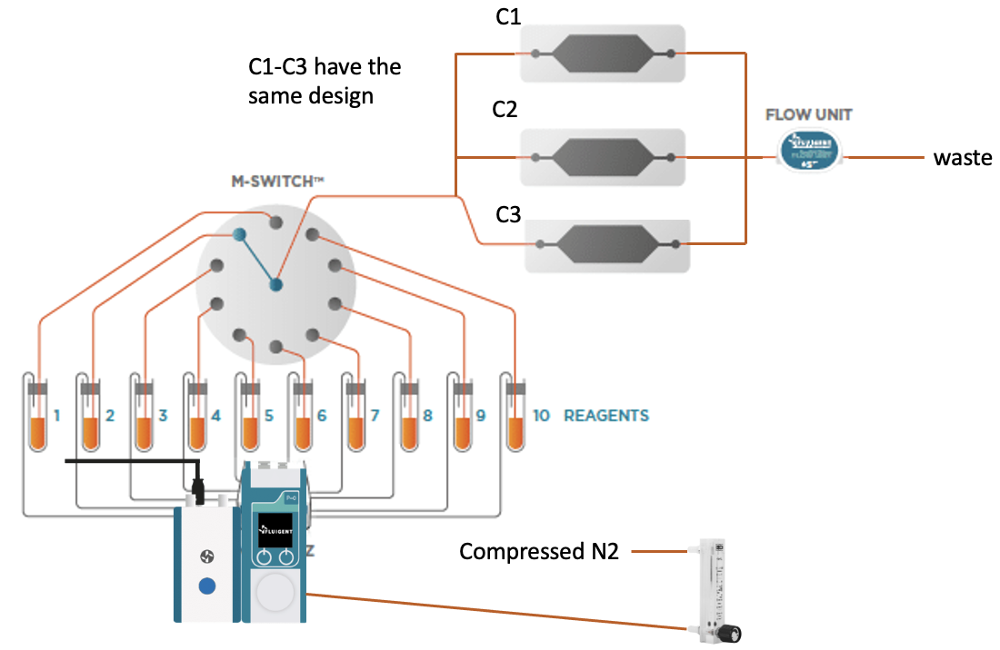 C1
C1-C3 have the
same design
C2
FLOW UNIT
FLUIGENT
waste
M-SWITCH™
C3
1
2
3
4
5
6
7
8
9
10 REAGENTS
FLUIGENT
Z
Compressed N2